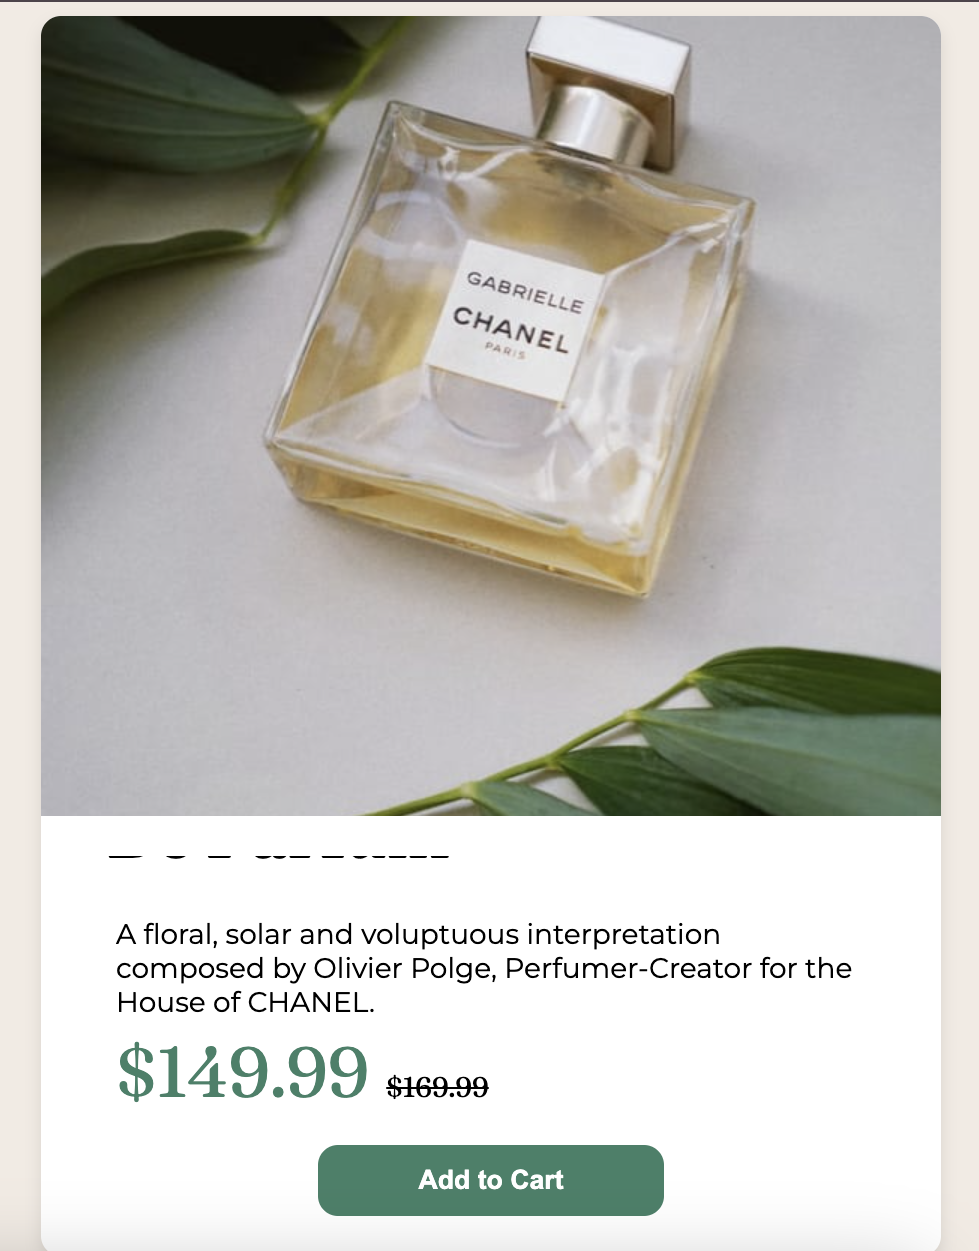 GABRIELLE
CHANEL
PARIS
A floral, solar and voluptuous interpretation
composed by Olivier Polge, Perfumer-Creator for the
House of CHANEL.
$149.99 $169.99
Add to Cart